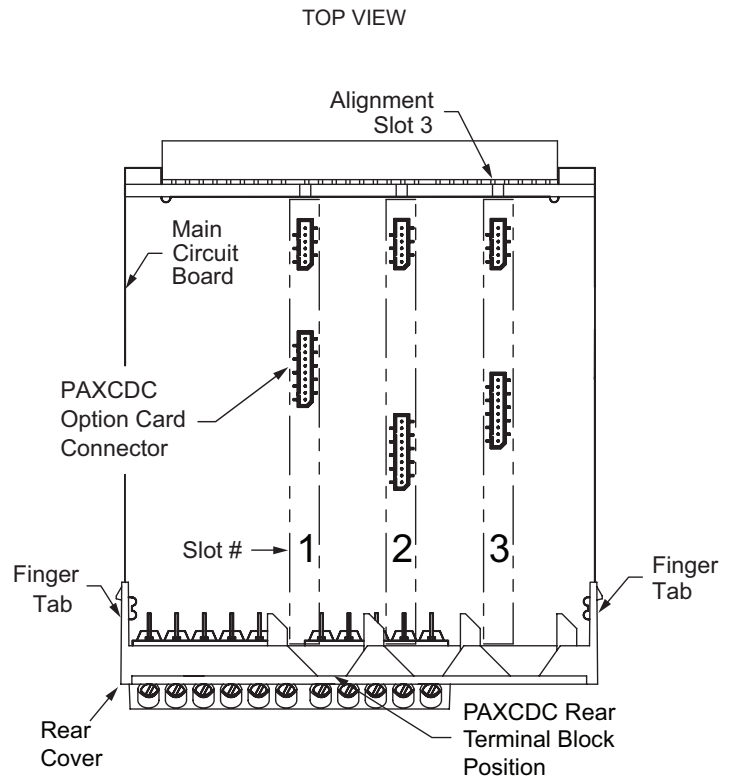 TOP VIEW
Alignment
Slot 3
Main
Circuit
Board
PAXCDC
Option Card
Connector
Slot #
1
2
3
Finger
Tab
Finger
Tab
Rear
Cover
PAXCDC Rear
Terminal Block
Position